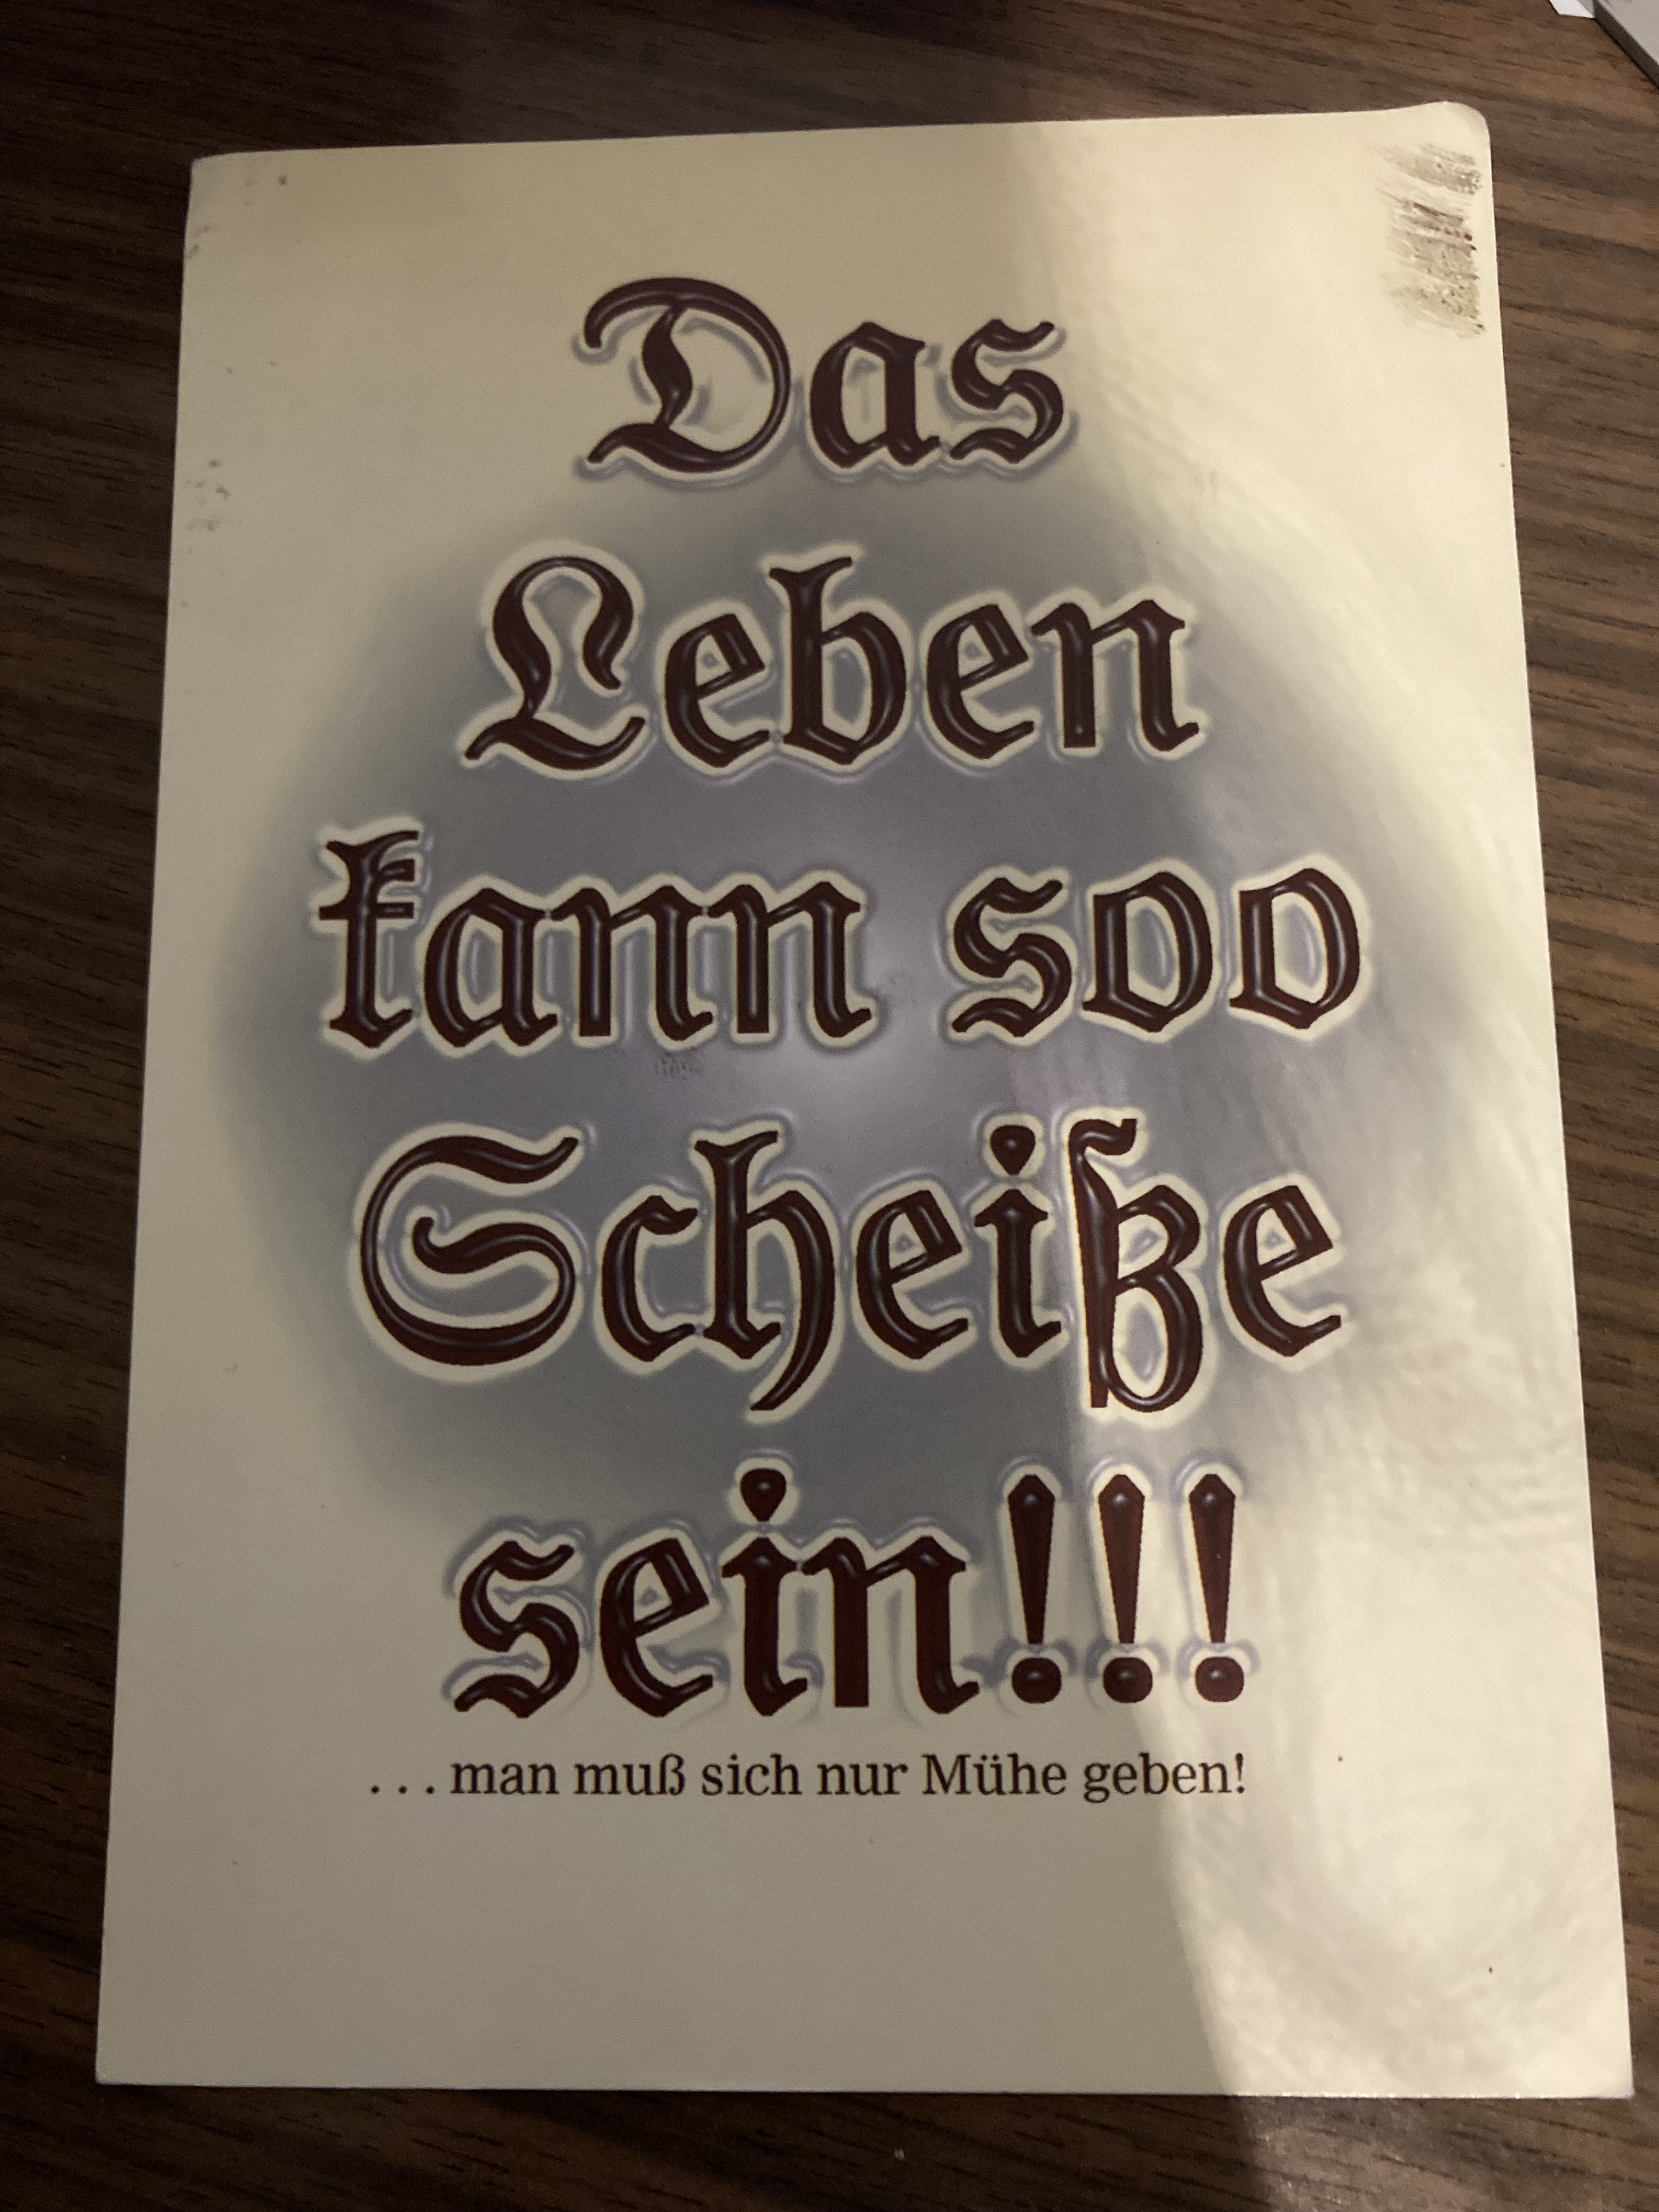 Das
Leben
kann soo
Scheiße
sein!!!
. . . man muß sich nur Mühe geben!